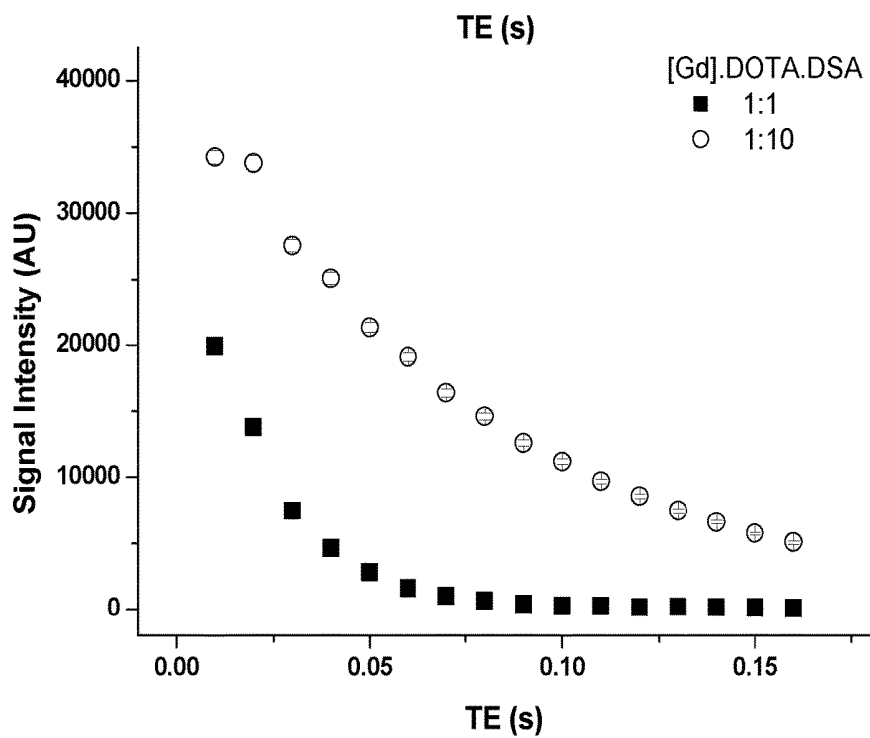 TE (s)
[Gd].DOTA.DSA
1:1
1:10
Signal Intensity (AU)
40000
30000
20000
10000
0
0.00 0.05 0.10 0.15
TE (s)